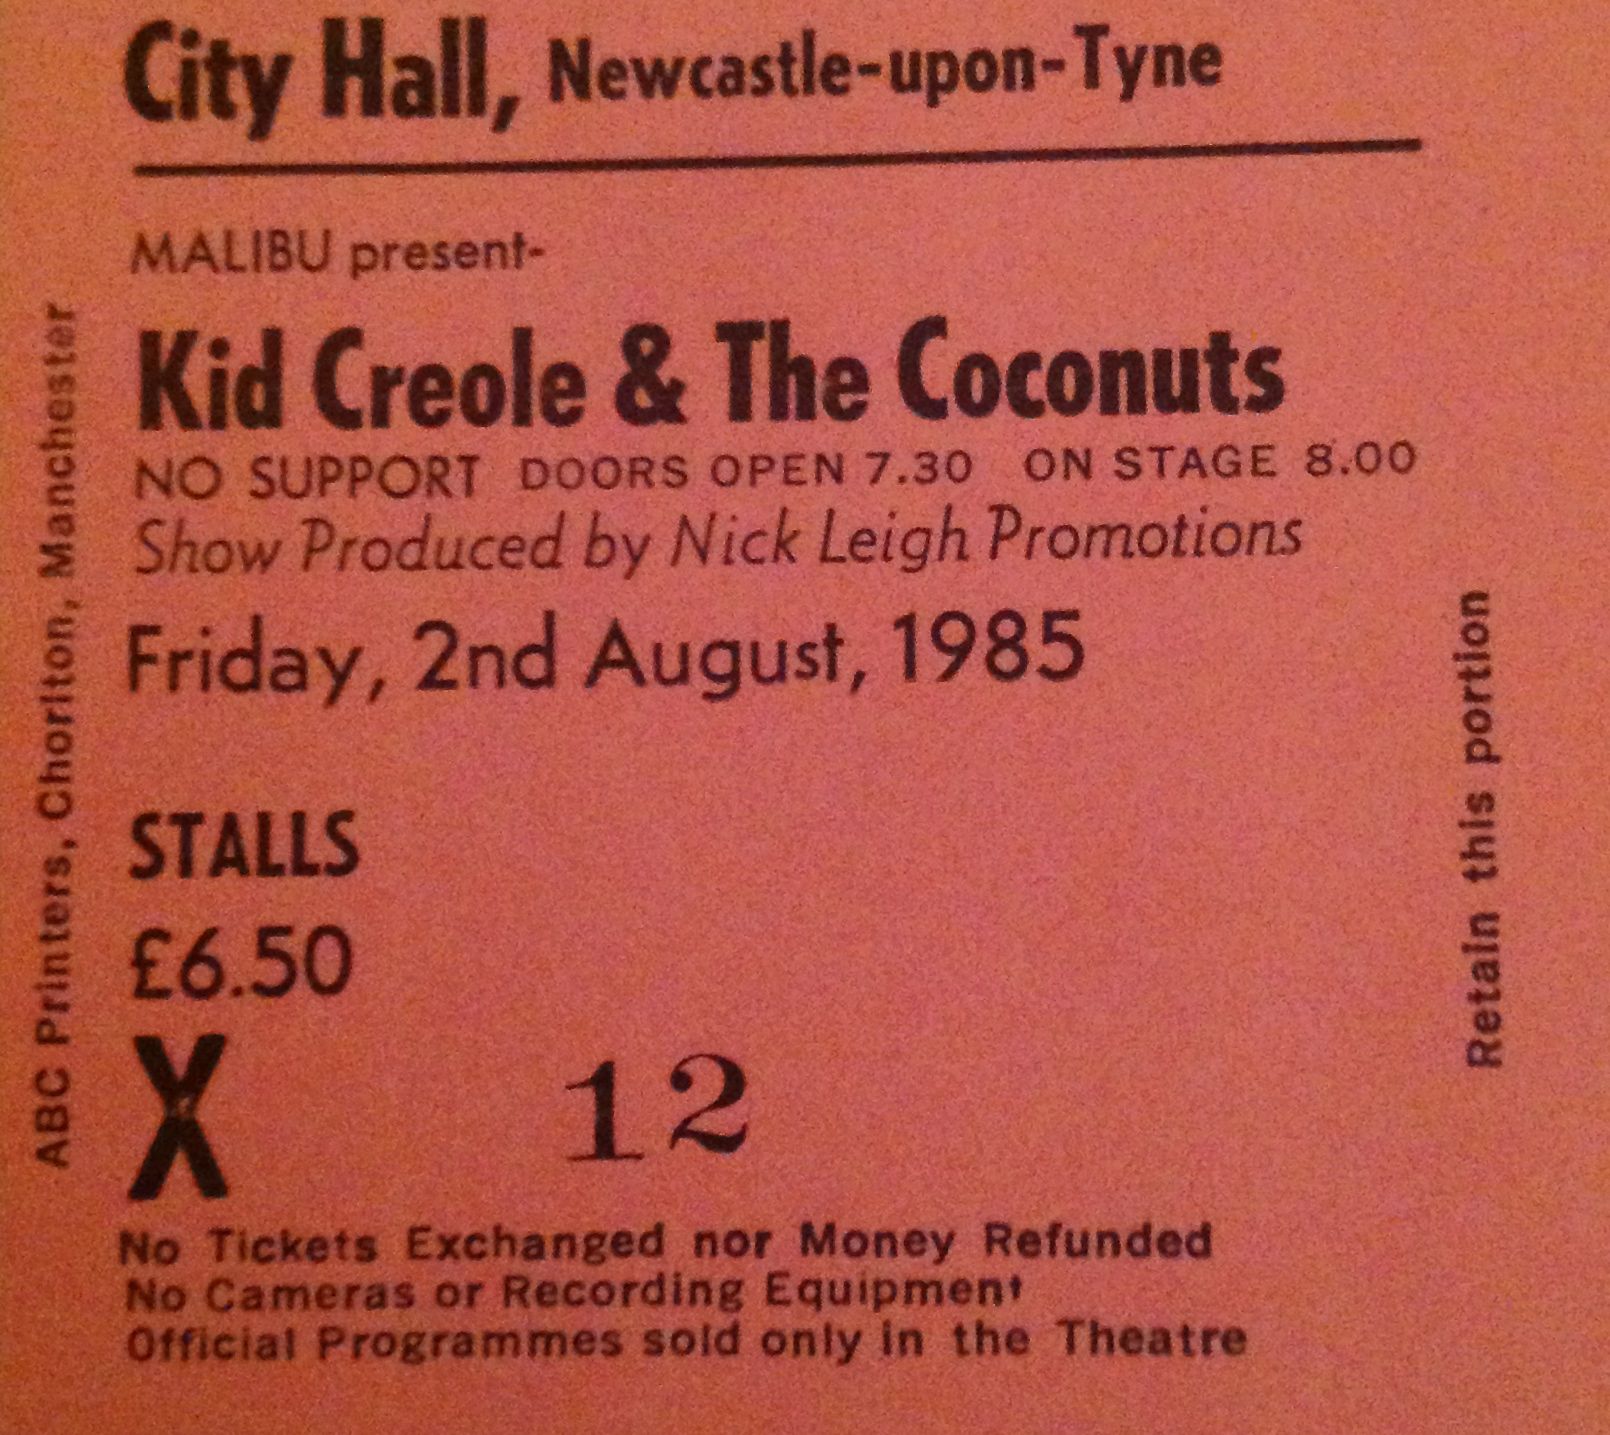 City Hall, Newcastle-upon-Tyne
MALIBU present-
Kid Creole & The Coconuts
NO SUPPORT DOORS OPEN 7.30 ON STAGE 8.00
Show Produced by Nick Leigh Promotions
Friday, 2nd August, 1985
STALLS
£6.50
X 12
No Tickets Exchanged nor Money Refunded
No Cameras or Recording Equipment
Official Programmes sold only in the Theatre
ABC Printers, Chorlton, Manchester
Retain this portion